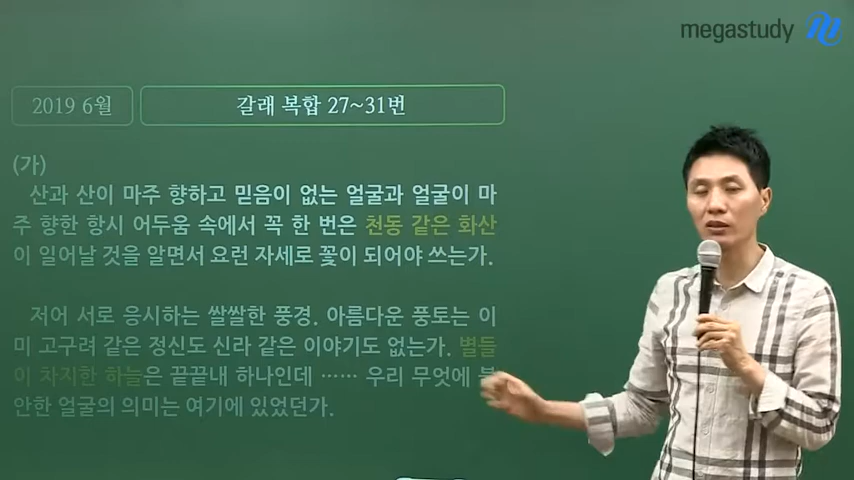 megastudy
2019 6월
갈래 복합 27~31번
(가)
산과 산이 마주 향하고 믿음이 없는 얼굴과 얼굴이 마
주 향한 항시 어두움 속에서 꼭 한 번은 천동 같은 화산
이 일어날 것을 알면서 요런 자세로 꽃이 되어야 쓰는가.
저어 서로 응시하는 쌀쌀한 풍경. 아름다운 풍토는 이
미 고구려 같은 정신도 신라 같은 이야기도 없는가. 별들
이 차지한 하늘은 끝끝내 하나인데 …… 우리 무엇에 불
안한 얼굴의 의미는 여기에 있었던가.